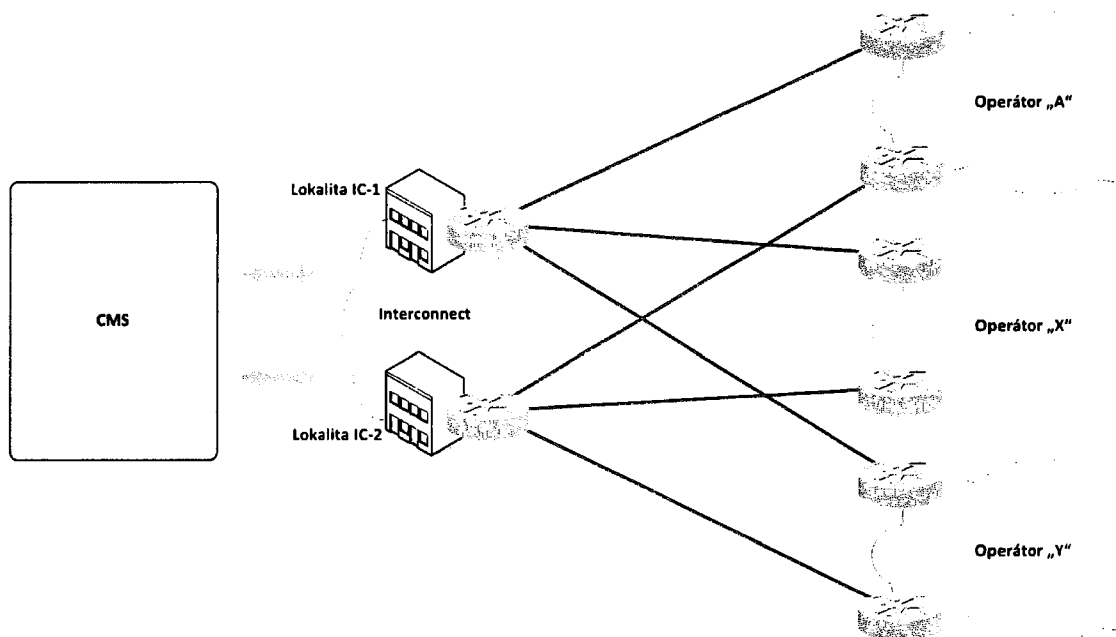 Operátor „A“
Lokalita IC-1
CMS
Interconnect
Operátor „X“
Lokalita IC-2
Operátor „Y“